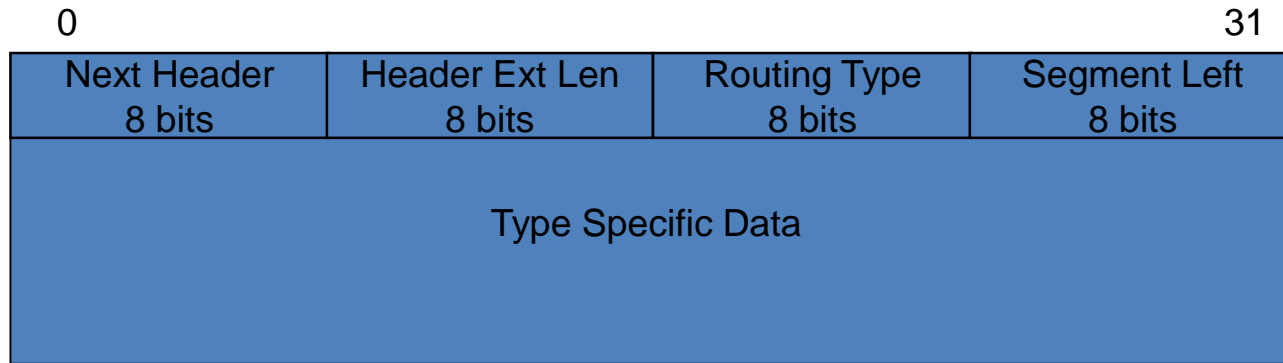 0 31
Next Header Header Ext Len Routing Type Segment Left
8 bits 8 bits 8 bits 8 bits
Type Specific Data